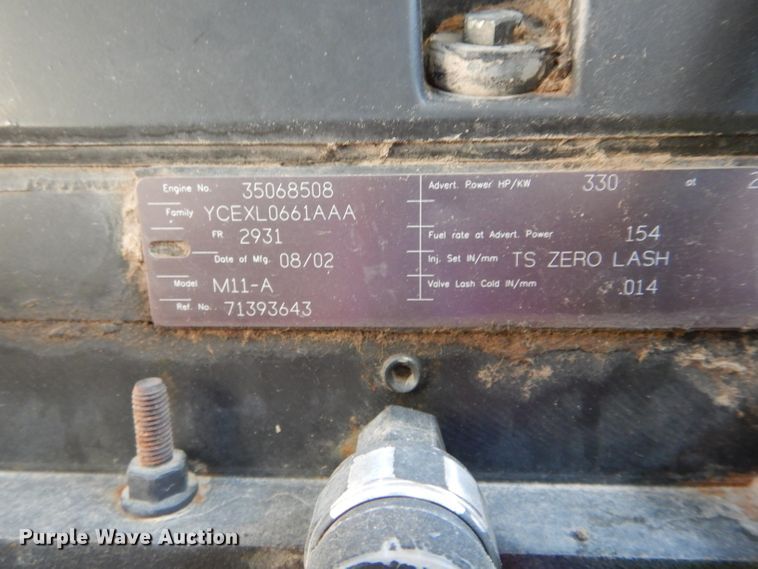 Engine No. 35068508
Family YCEXL0661AAA
FR 2931
Date of Mfg. 08/02
Model M11-A
Ref. No. 71393643
Advert. Power HP/KW 330 at 2
Fuel rate at Advert. Power 154
Inj. Set IN/mm TS ZERO LASH
Valve Lash Cold IN/mm .014
Purple Wave Auction